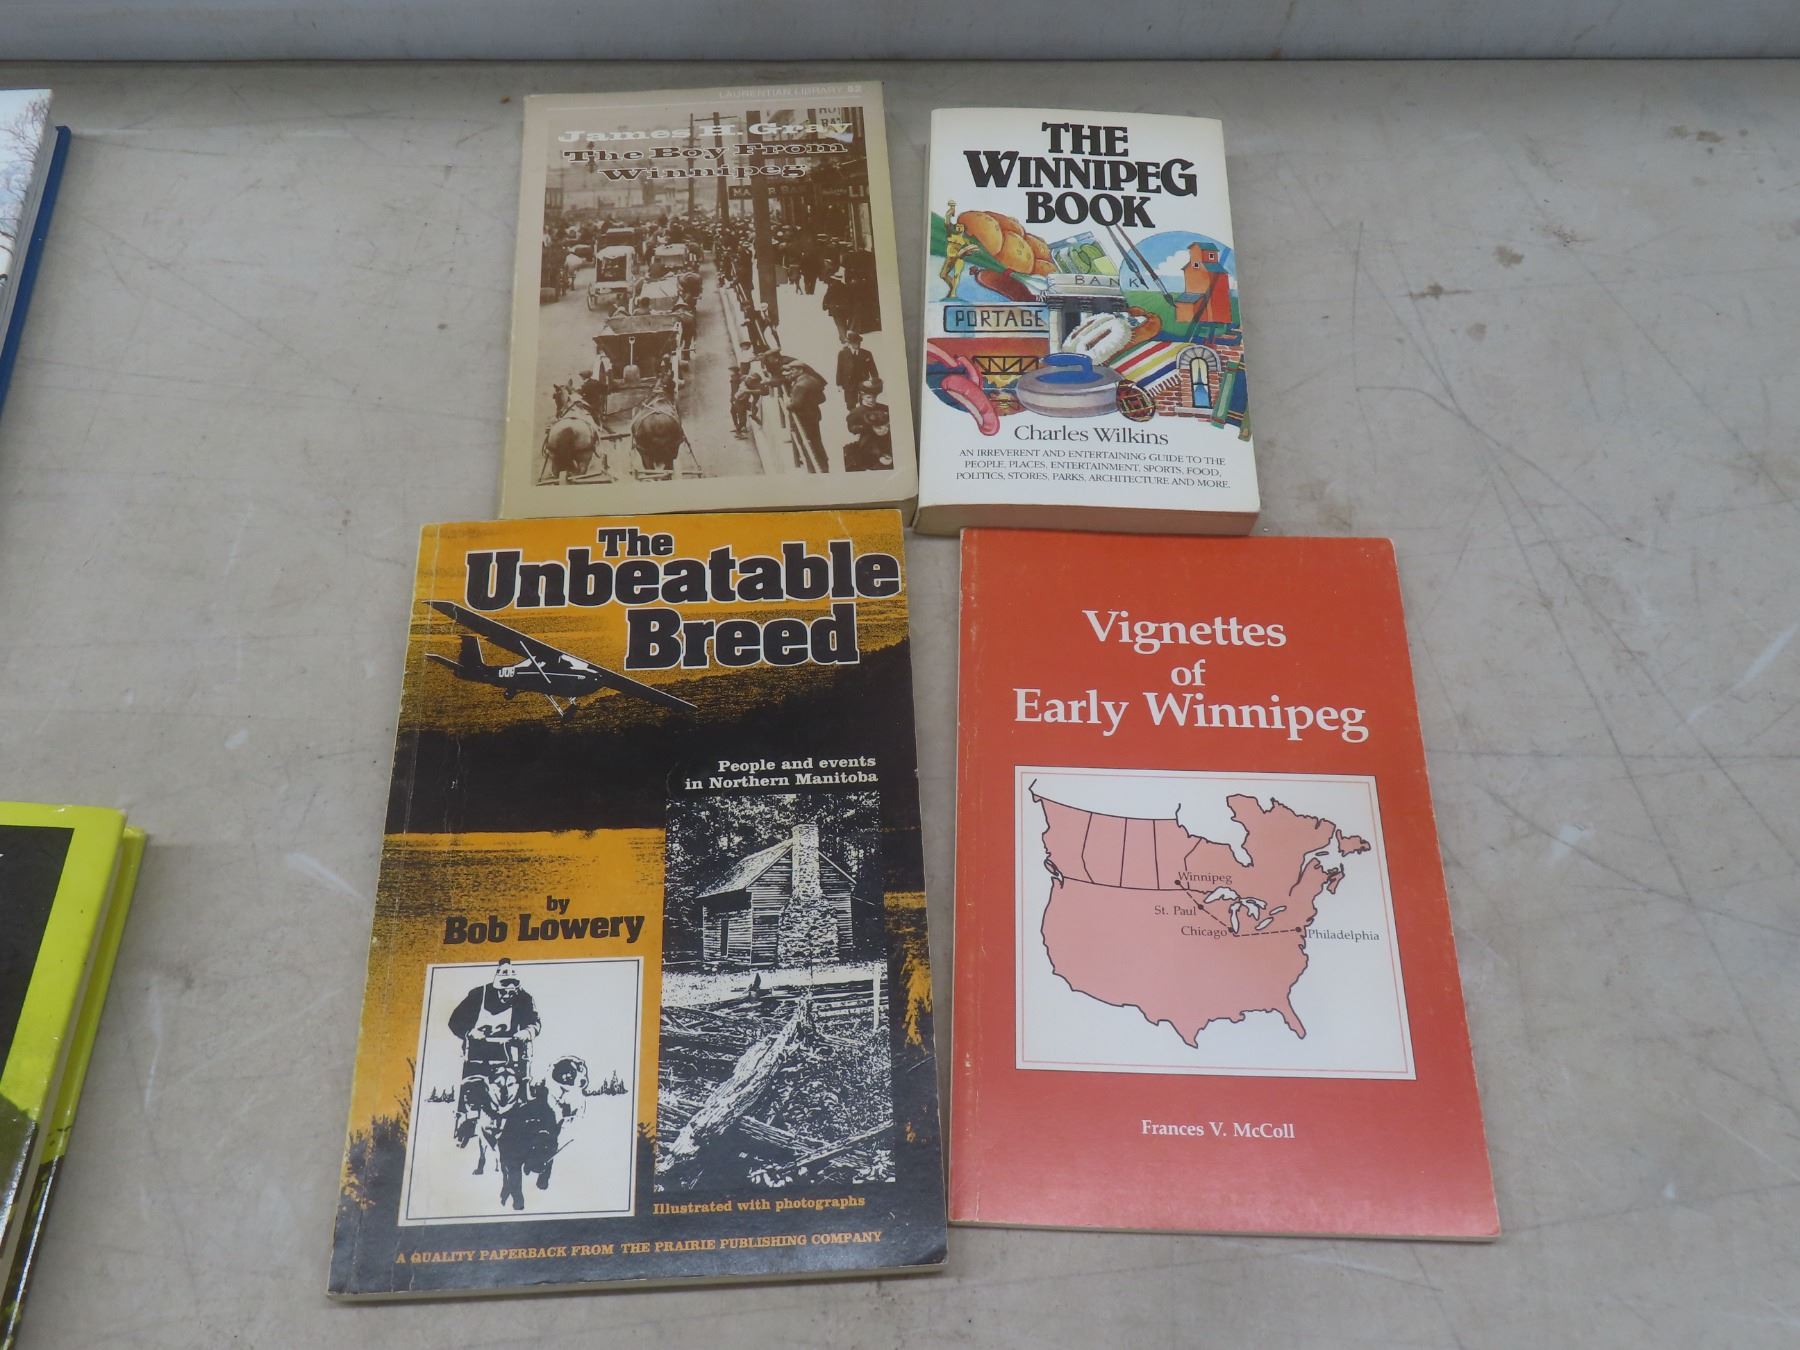 LAURENTIAN LIBRARY 52
James H. Gray
The Boy From
Winnipeg
THE
WINNIPEG
BOOK
BANK
PORTAGE
Charles Wilkins
AN IRREVERENT AND ENTERTAINING GUIDE TO THE
PEOPLE, PLACES, ENTERTAINMENT, SPORTS, FOOD,
POLITICS, STORES, PARKS, ARCHITECTURE AND MORE.
The
Unbeatable
Breed
People and events
in Northern Manitoba
by
Bob Lowery
32
Illustrated with photographs
A QUALITY PAPERBACK FROM THE PRAIRIE PUBLISHING COMPANY
Vignettes
of
Early Winnipeg
Winnipeg
St. Paul
Chicago
Philadelphia
Frances V. McColl